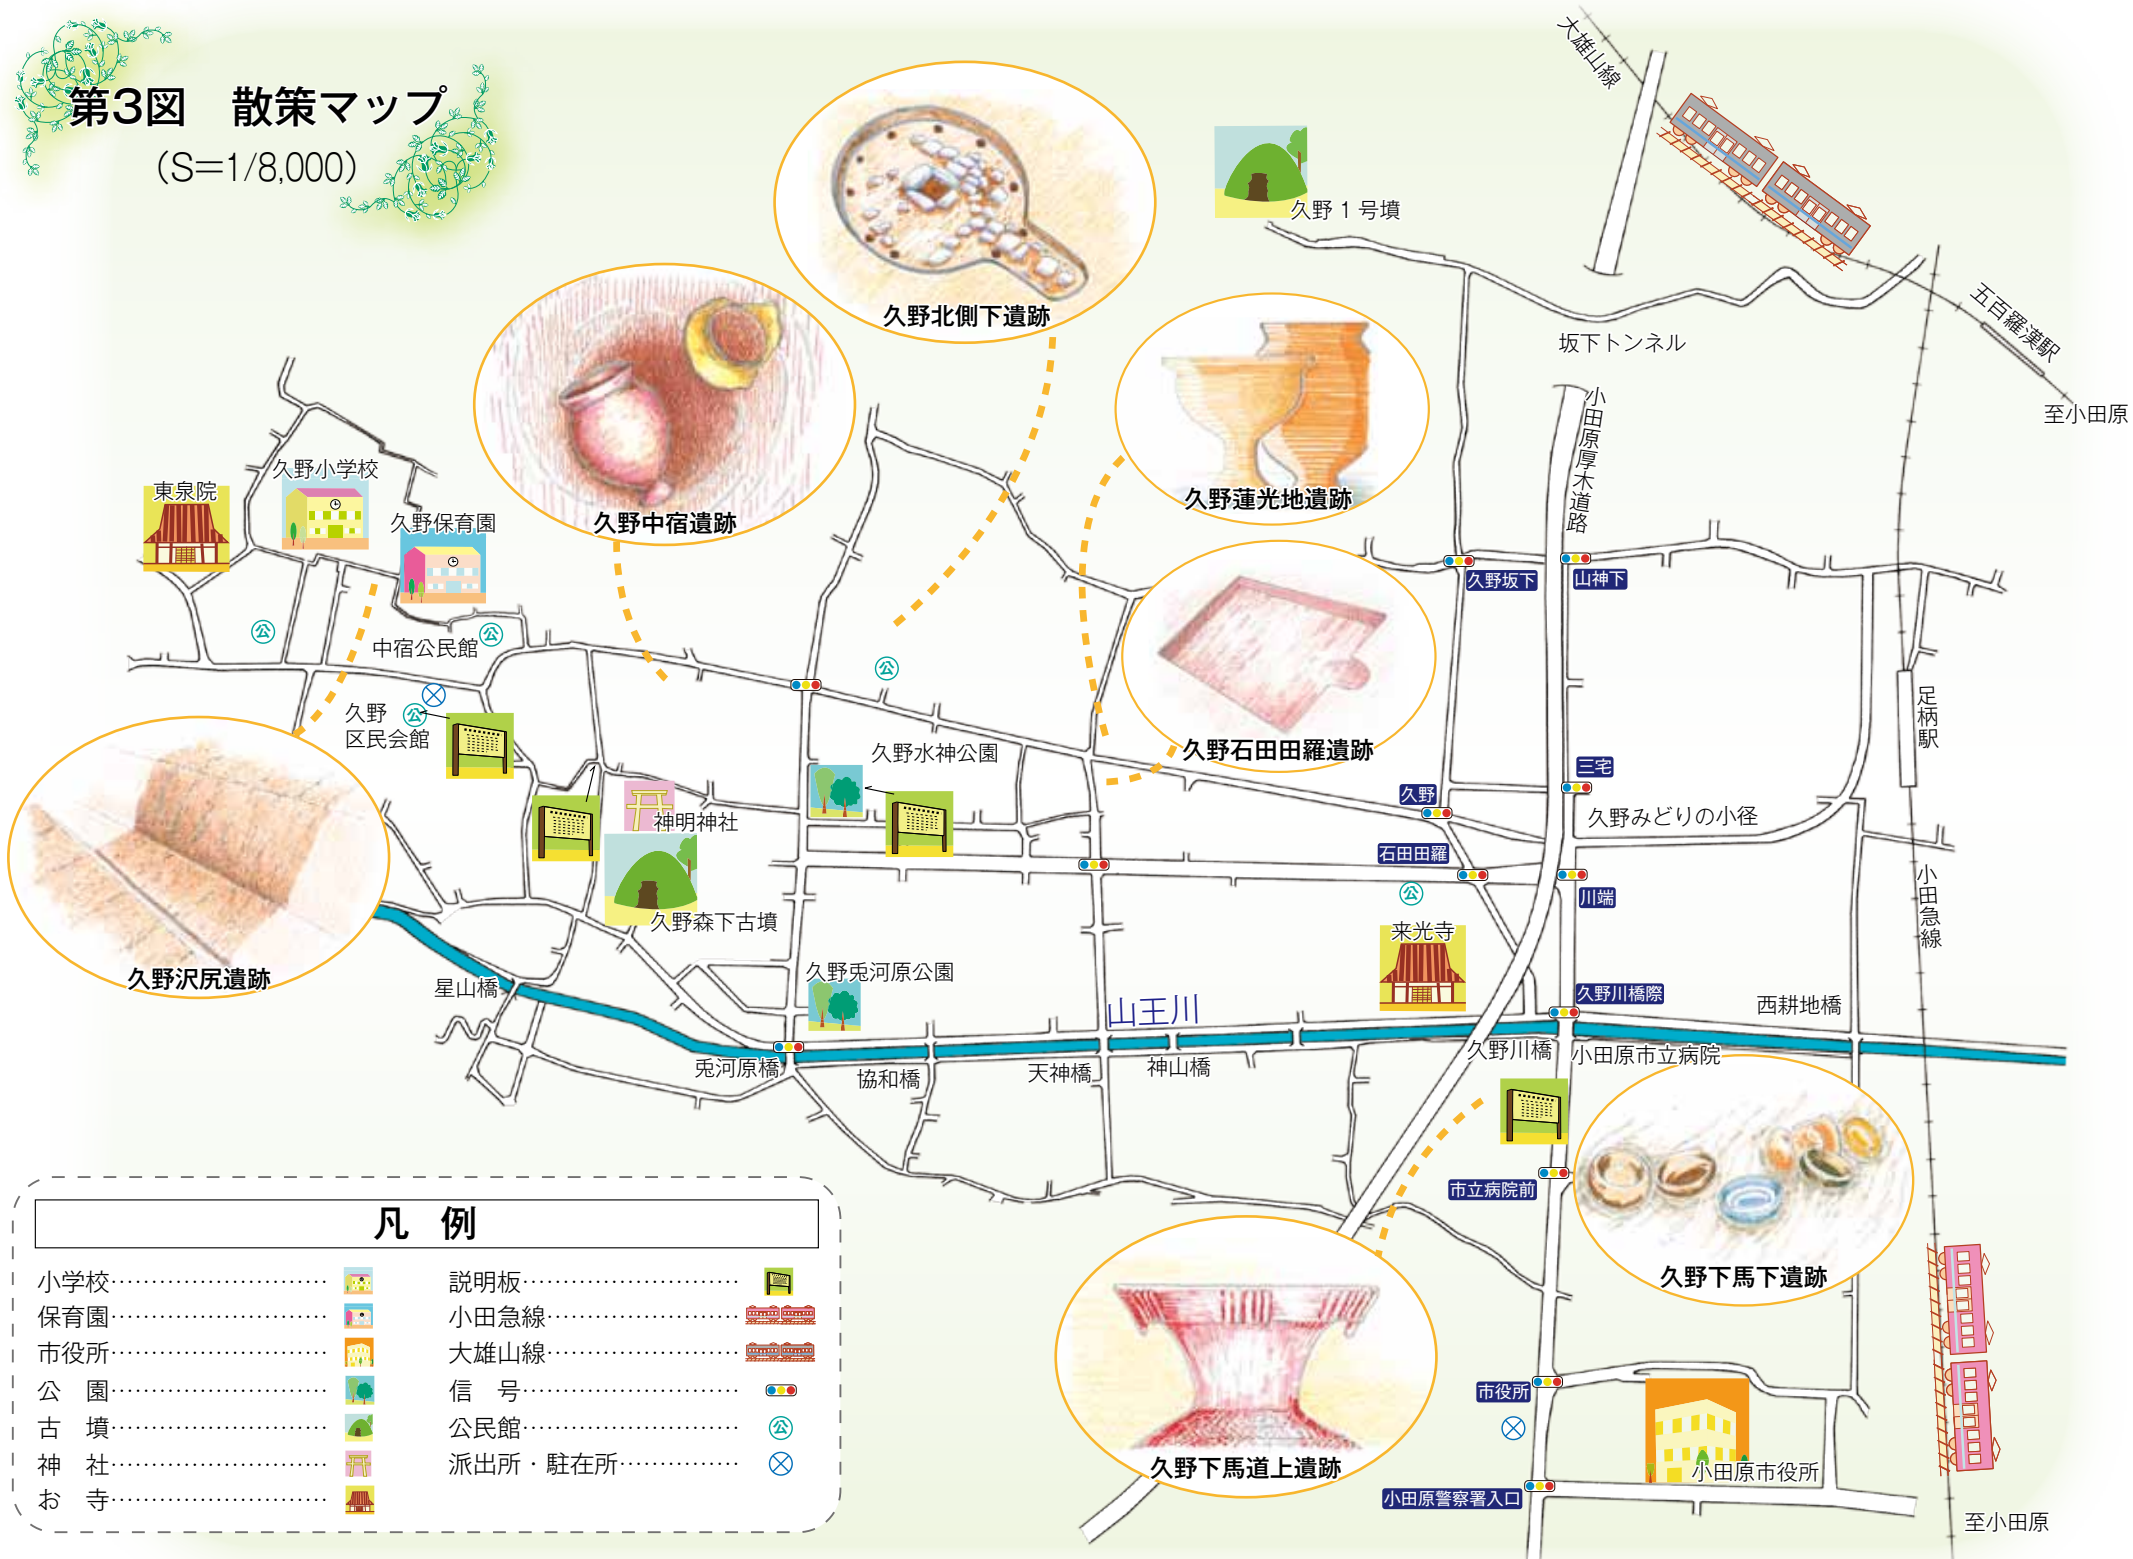 第3図　散策マップ
（S＝1/8,000）
大雄山線
久野1号墳
久野北側下遺跡
五百羅漢駅
坂下トンネル
至小田原
小田原厚木道路
久野小学校
東泉院
久野保育園
久野中宿遺跡
久野蓮光地遺跡
久野坂下
山神下
公
中宿公民館
公
公
久野
区民会館
公
足柄駅
久野水神公園
久野石田田羅遺跡
三宅
久野
久野みどりの小径
神明神社
石田田羅
公
川端
小田急線
久野森下古墳
来光寺
久野沢尻遺跡
星山橋
久野兎河原公園
山王川
久野川橋際
西耕地橋
兎河原橋
協和橋
天神橋
神山橋
久野川橋
小田原市立病院
市立病院前
久野下馬下遺跡
久野下馬道上遺跡
市役所
小田原市役所
小田原警察署入口
至小田原
凡　例
小学校
保育園
市役所
公　園
古　墳
神　社
お　寺
説明板
小田急線
大雄山線
信　号
公民館
公
派出所・駐在所